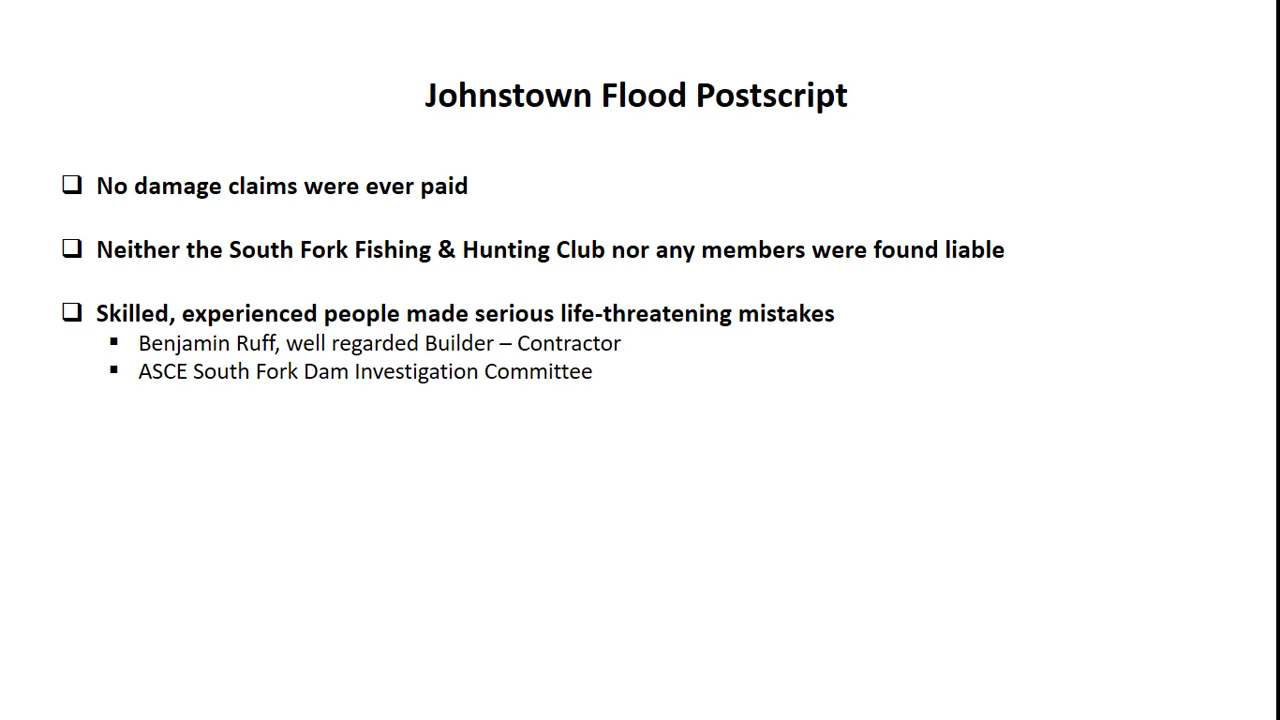 Johnstown Flood Postscript
❑ No damage claims were ever paid
❑ Neither the South Fork Fishing & Hunting Club nor any members were found liable
❑ Skilled, experienced people made serious life-threatening mistakes
▪ Benjamin Ruff, well regarded Builder – Contractor
▪ ASCE South Fork Dam Investigation Committee